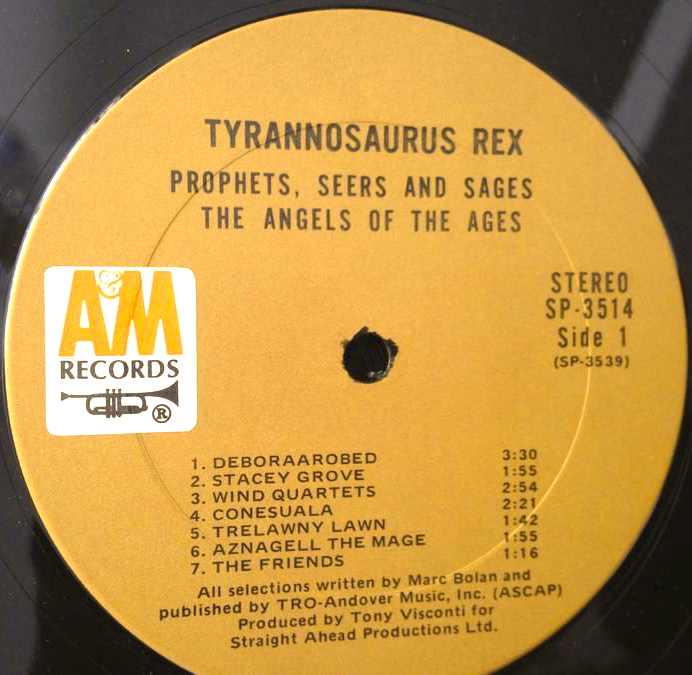 TYRANNOSAURUS REX
PROPHETS, SEERS AND SAGES
THE ANGELS OF THE AGES
A&M
RECORDS
®
STEREO
SP-3514
Side 1
(SP-3539)
1. DEBORAAROBED 3:30
2. STACEY GROVE 1:55
3. WIND QUARTETS 2:54
4. CONESUALA 2:21
5. TRELAWNY LAWN 1:42
6. AZNAGELL THE MAGE 1:55
7. THE FRIENDS 1:16
All selections written by Marc Bolan and
published by TRO-Andover Music, Inc. (ASCAP)
Produced by Tony Visconti for
Straight Ahead Productions Ltd.